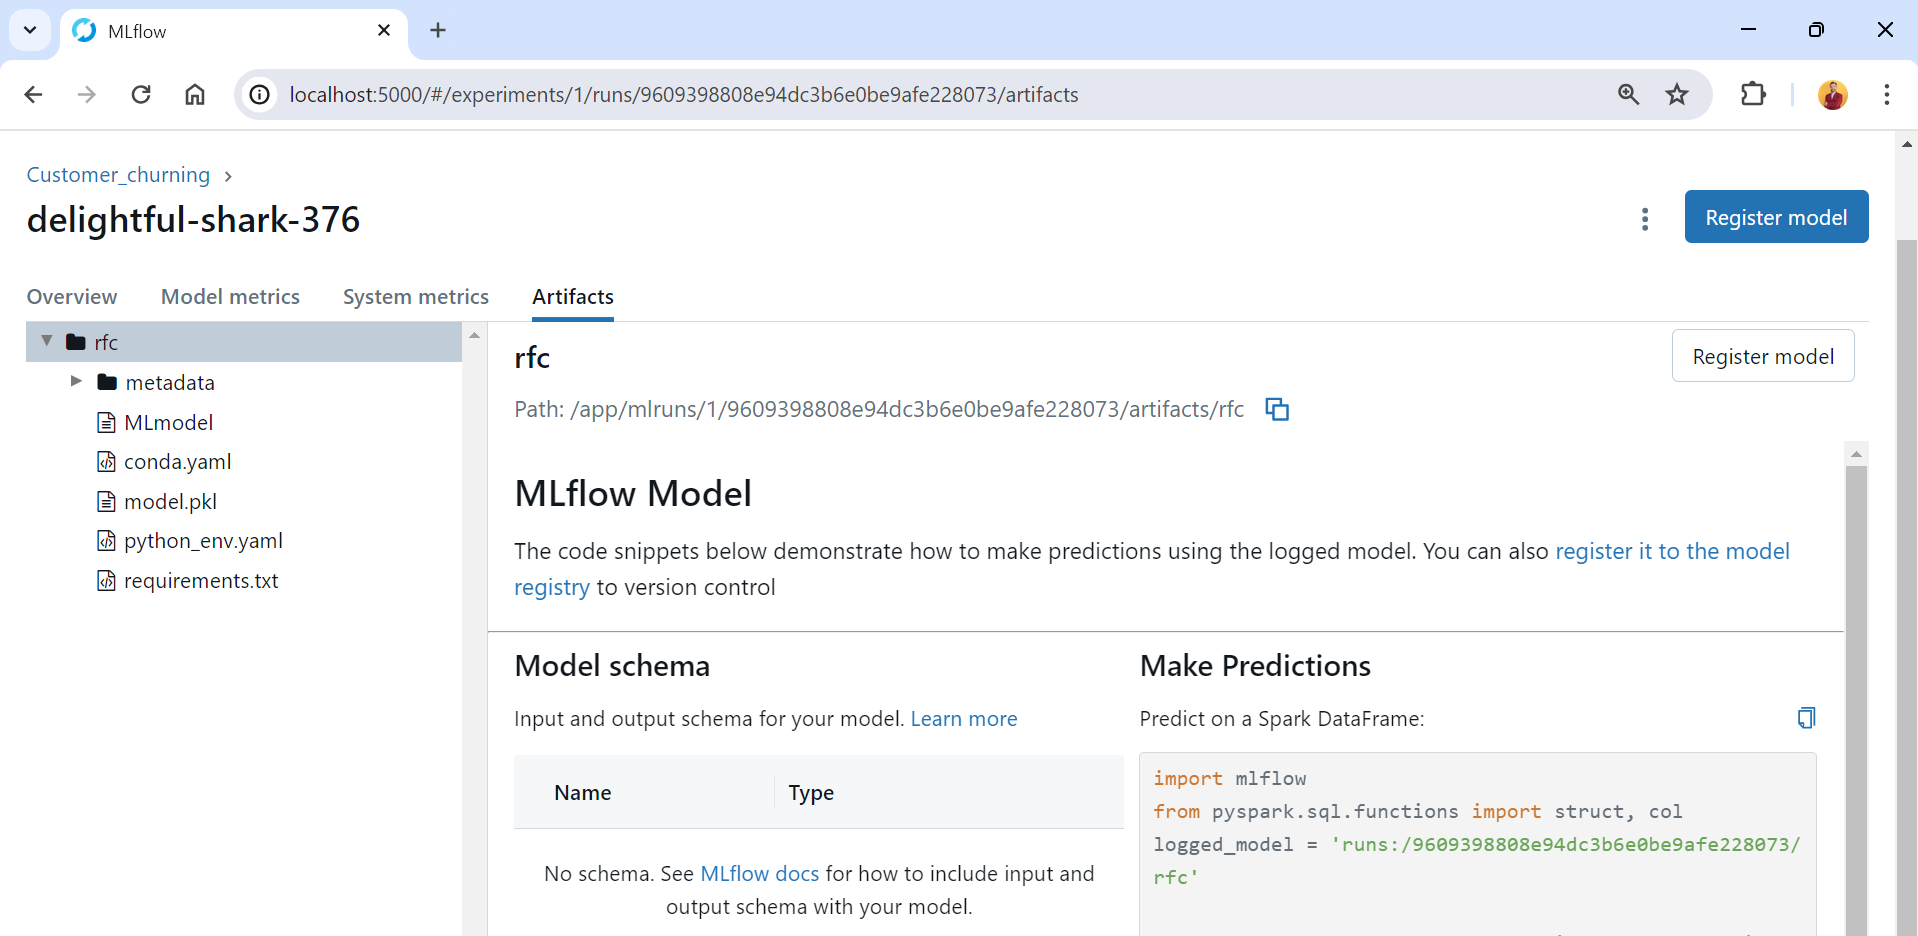 MLflow
localhost:5000/#/experiments/1/runs/9609398808e94dc3b6e0be9afe228073/artifacts
Customer_churning
delightful-shark-376
Register model
Overview
Model metrics
System metrics
Artifacts
rfc
metadata
MLmodel
conda.yaml
model.pkl
python_env.yaml
requirements.txt
rfc
Register model
Path: /app/mlruns/1/9609398808e94dc3b6e0be9afe228073/artifacts/rfc
MLflow Model
The code snippets below demonstrate how to make predictions using the logged model. You can also register it to the model
registry to version control
Model schema
Input and output schema for your model. Learn more
Name
Type
No schema. See MLflow docs for how to include input and
output schema with your model.
Make Predictions
Predict on a Spark DataFrame:
import mlflow
from pyspark.sql.functions import struct, col
logged_model = 'runs:/9609398808e94dc3b6e0be9afe228073/
rfc'